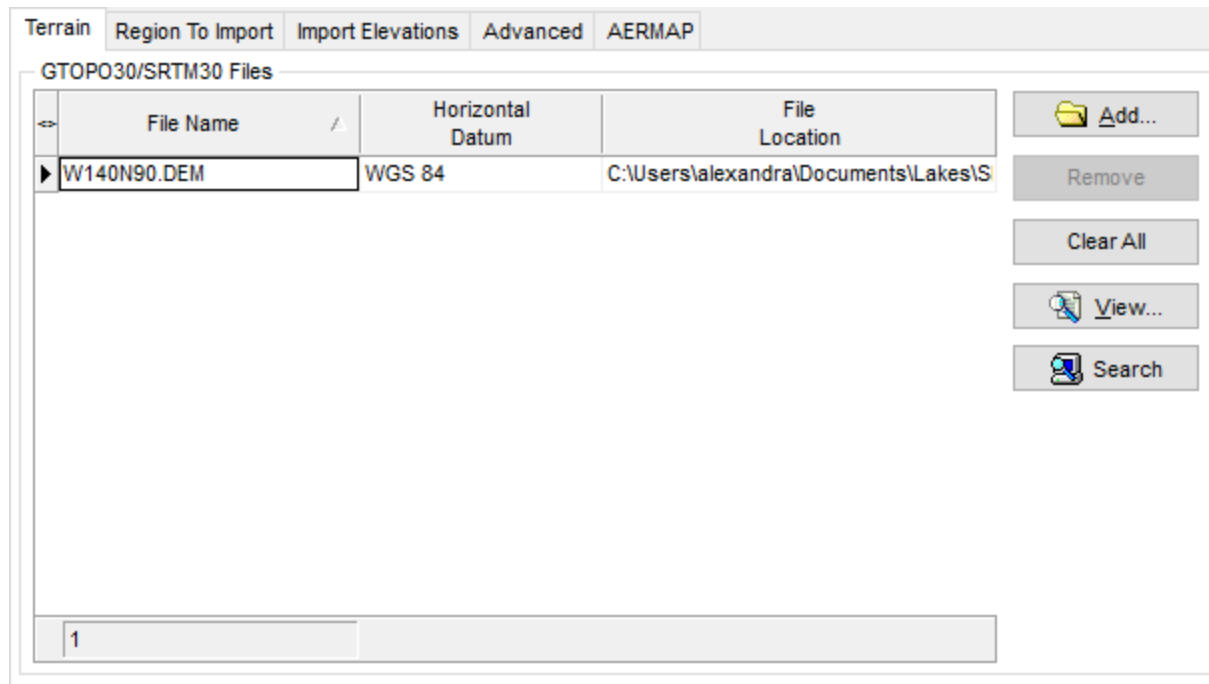 Terrain Region To Import Import Elevations Advanced AERMAP
GTOPO30/SRTM30 Files
<> File Name Horizontal Datum File Location
W140N90.DEM WGS 84 C:\Users\alexandra\Documents\Lakes\S
1
Add...
Remove
Clear All
View...
Search